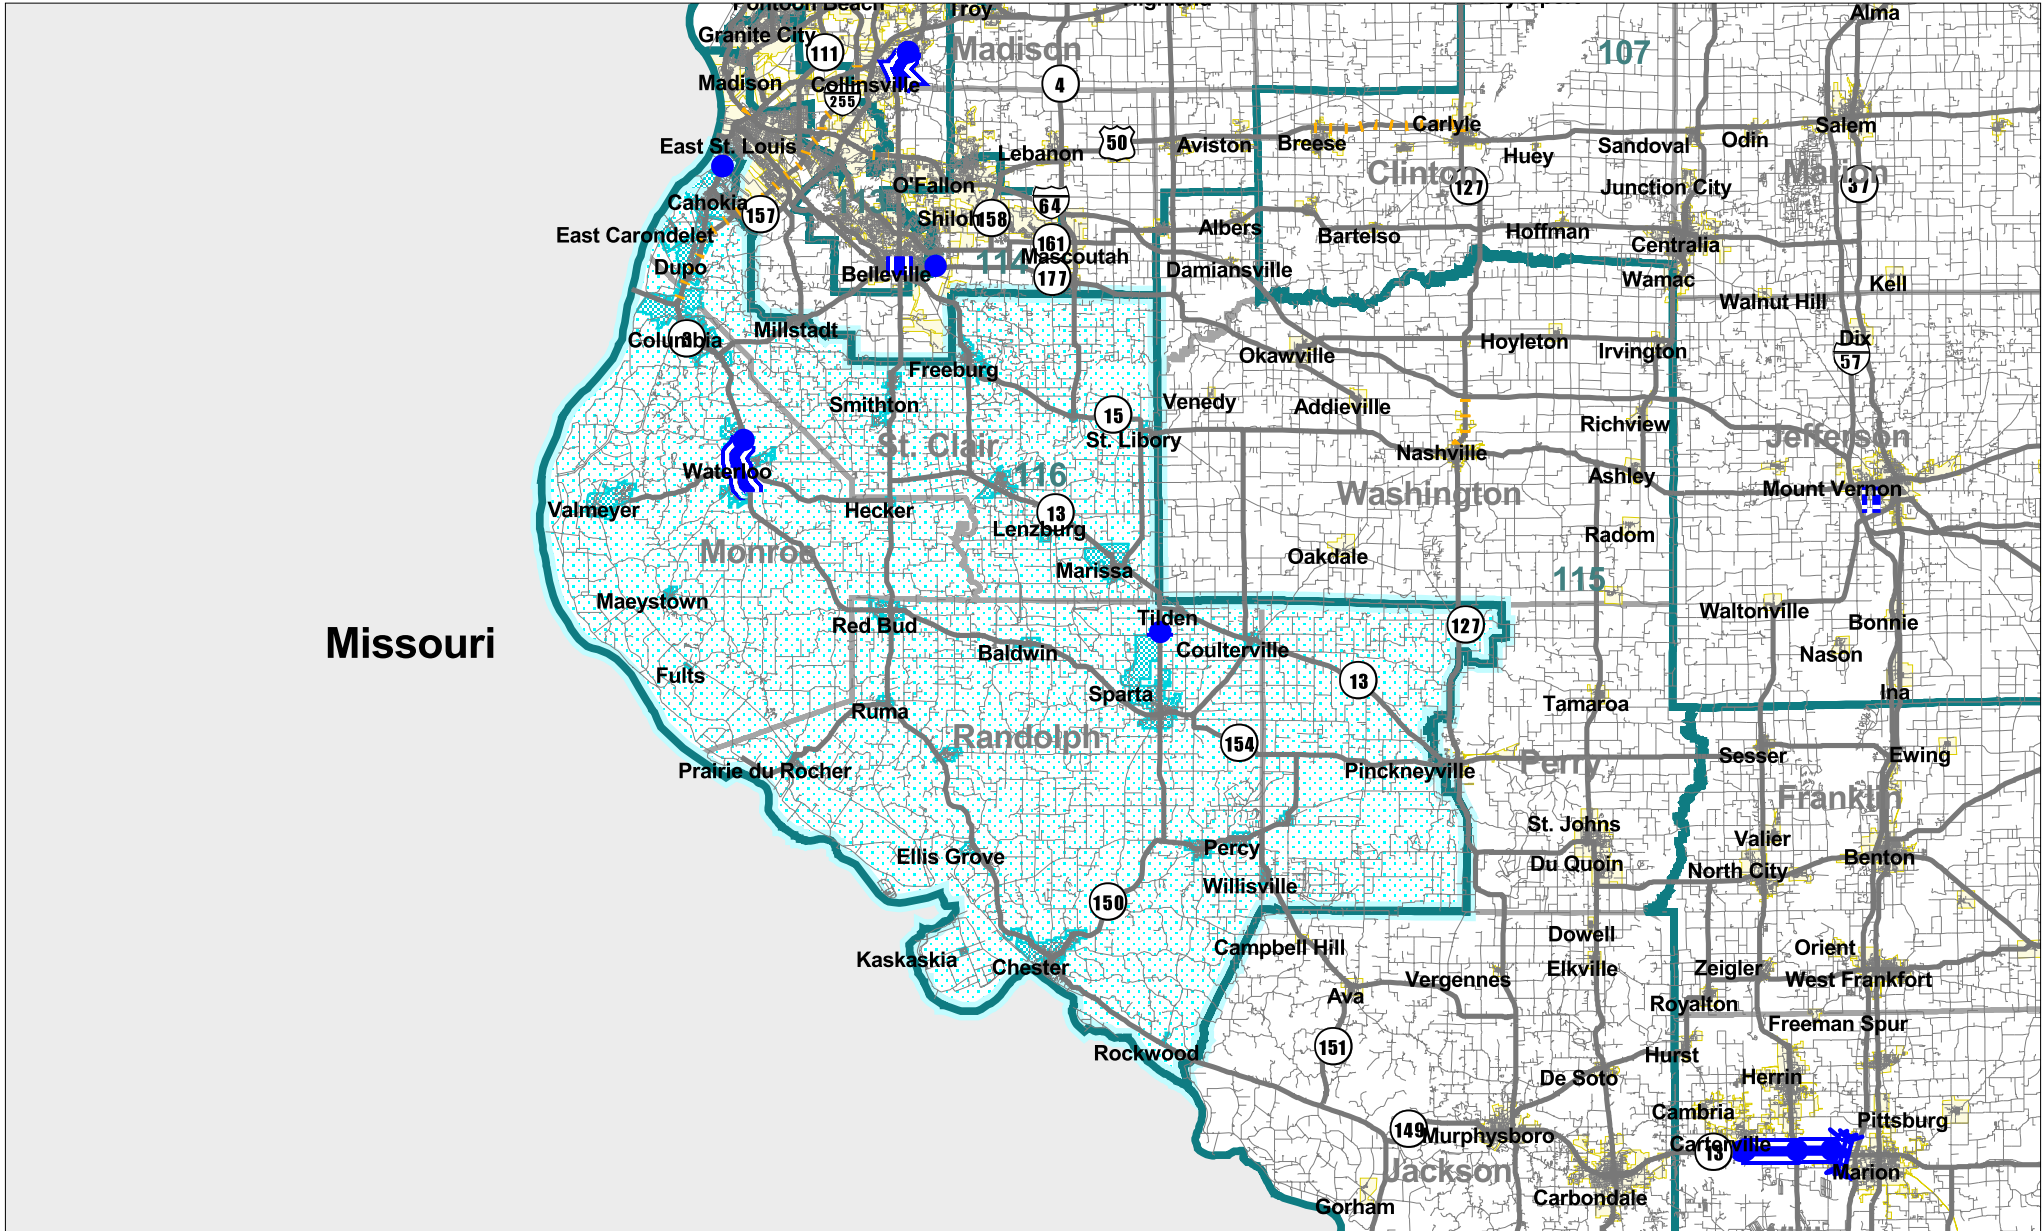 Pontoon Beach
Troy
Alma
Granite City
111
Madison
107
Madison
Collinsville
255
4
Carlyle
Salem
East St. Louis
Lebanon
50
Aviston
Breese
Huey
Sandoval
Odin
Clinton
127
Marion
37
O'Fallon
Junction City
Cahokia
157
113
Shiloh
158
64
Albers
Bartelso
Hoffman
Centralia
East Carondelet
161
Mascoutah
Dupo
Belleville
114
177
Damiansville
Wamac
Kell
Walnut Hill
Millstadt
Columbia
3
Okawville
Hoyleton
Irvington
Dix
57
Freeburg
Smithton
15
Venedy
Addieville
Richview
St. Clair
St. Libory
Nashville
Jefferson
Waterloo
116
Ashley
Mount Vernon
Valmeyer
Hecker
13
Lenzburg
Washington
Radom
Monroe
Marissa
Oakdale
115
Maeystown
Tilden
Waltonville
Bonnie
Red Bud
127
Missouri
Baldwin
Coulterville
Nason
Fults
Sparta
13
Tamaroa
Ina
Ruma
Randolph
154
Prairie du Rocher
Pinckneyville
Perry
Sesser
Ewing
Franklin
St. Johns
Valier
Ellis Grove
Percy
Du Quoin
North City
Benton
Willisville
150
Campbell Hill
Dowell
Orient
Kaskaskia
Chester
Vergennes
Elkville
Zeigler
West Frankfort
Ava
Royalton
Freeman Spur
Rockwood
151
Hurst
De Soto
Herrin
Cambria
149
Murphysboro
Pittsburg
13
Carterville
Jackson
Marion
Carbondale
Gorham